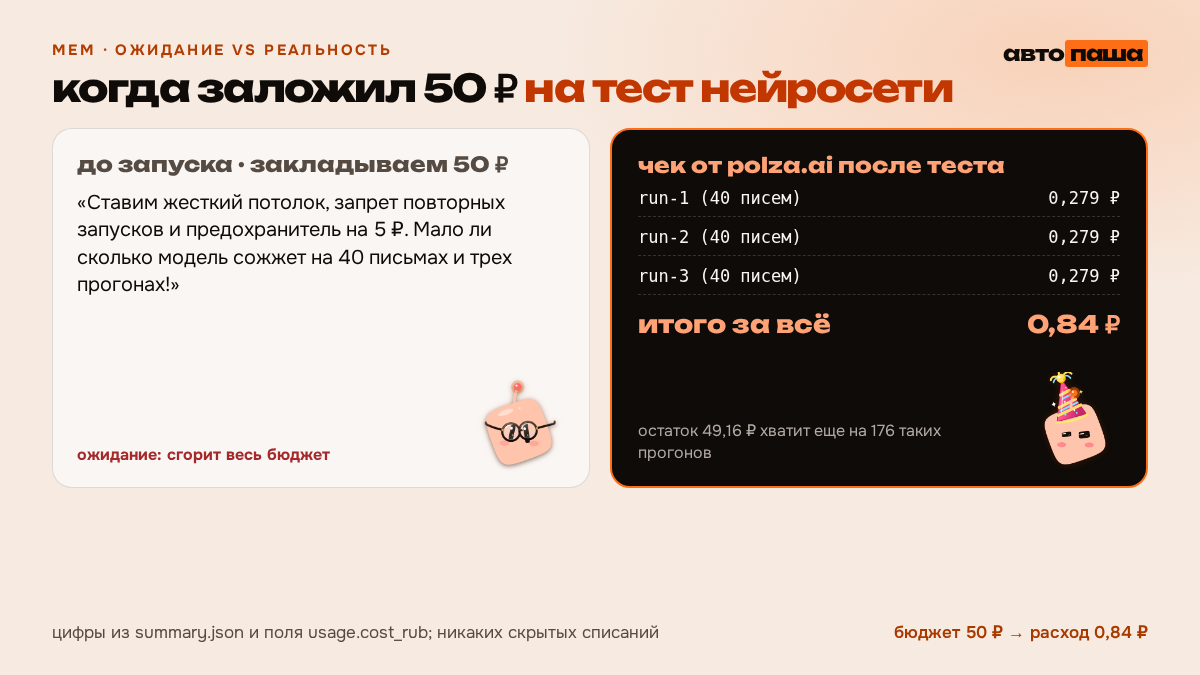 МЕМ · ОЖИДАНИЕ VS РЕАЛЬНОСТЬ
авто паша
когда заложил 50 ₽ на тест нейросети
до запуска · закладываем 50 ₽
«Ставим жесткий потолок, запрет повторных
запусков и предохранитель на 5 ₽. Мало ли
сколько модель сожжет на 40 письмах и трех
прогонах!»
ожидание: сгорит весь бюджет
чек от polza.ai после теста
run-1 (40 писем) 0,279 ₽
run-2 (40 писем) 0,279 ₽
run-3 (40 писем) 0,279 ₽
итого за всё 0,84 ₽
остаток 49,16 ₽ хватит еще на 176 таких
прогонов
цифры из summary.json и поля usage.cost_rub; никаких скрытых списаний
бюджет 50 ₽ → расход 0,84 ₽